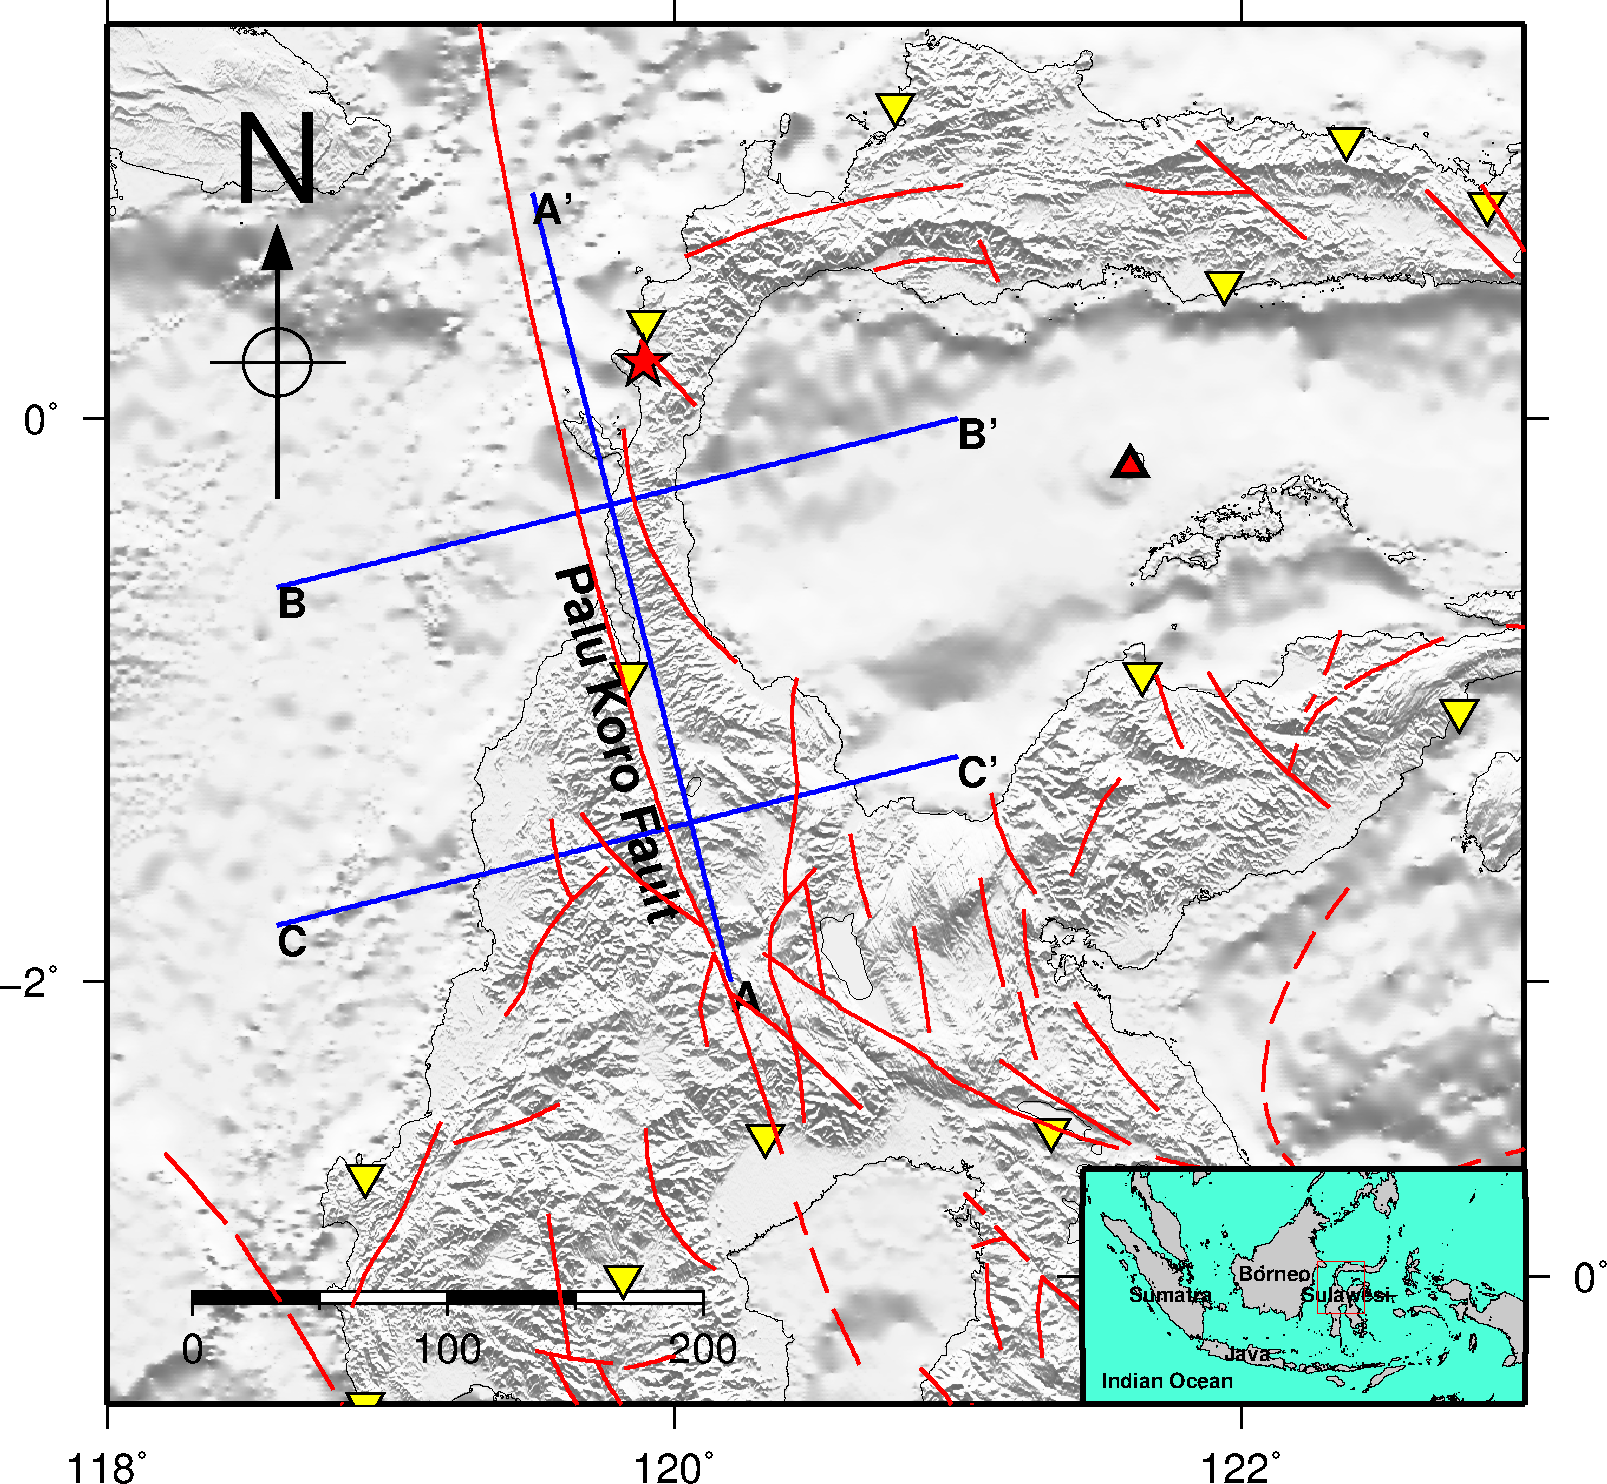 N
A’
0°
B’
B
Palu Koro Fault
C’
C
−2°
A
0
100
200
Borneo
Sumatra
Sulawesi
Java
Indian Ocean
0°
118°
120°
122°